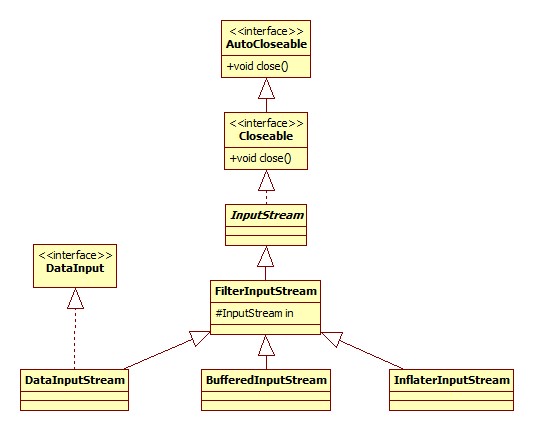 <<interface>>
AutoCloseable
+void close()
<<interface>>
Closeable
+void close()
InputStream
<<interface>>
DataInput
FilterInputStream
#InputStream in
DataInputStream
BufferedInputStream
InflaterInputStream